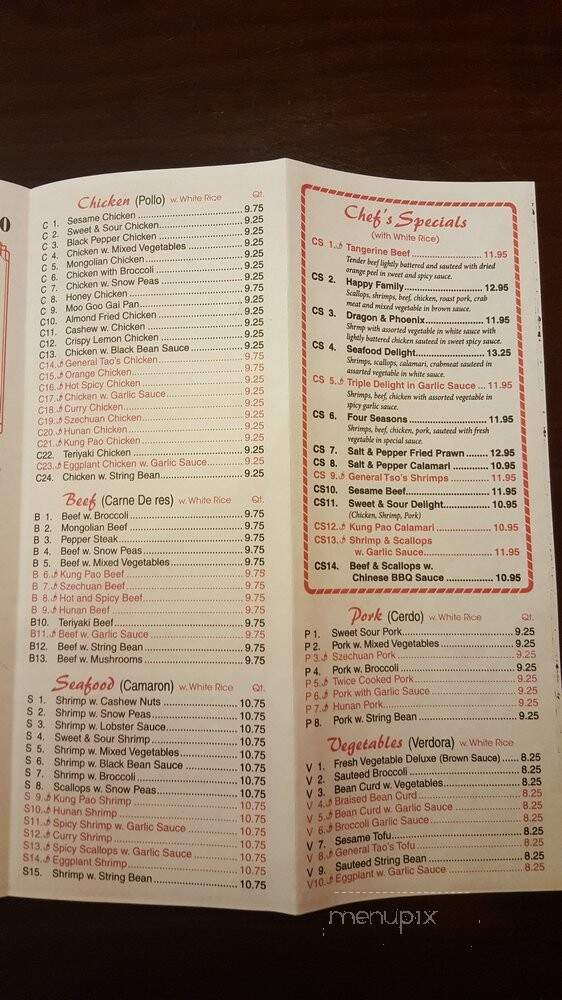 Chicken (Pollo) w. White Rice Qt.
C 1. Sesame Chicken 9.75
C 2. Sweet & Sour Chicken 9.25
C 3. Black Pepper Chicken 9.25
C 4. Chicken w. Mixed Vegetables 9.25
C 5. Mongolian Chicken 9.25
C 6. Chicken with Broccoli 9.25
C 7. Chicken w. Snow Peas 9.25
C 8. Honey Chicken 9.75
C 9. Moo Goo Gai Pan 9.25
C10. Almond Fried Chicken 9.25
C11. Cashew w. Chicken 9.25
C12. Crispy Lemon Chicken 9.25
C13. Chicken w. Black Bean Sauce 9.25
C14. General Tao's Chicken 9.75
C15. Orange Chicken 9.75
C16. Hot Spicy Chicken 9.25
C17. Chicken w. Garlic Sauce 9.25
C18. Curry Chicken 9.25
C19. Szechuan Chicken 9.25
C20. Hunan Chicken 9.25
C21. Kung Pao Chicken 9.25
C22. Teriyaki Chicken 9.25
C23. Eggplant Chicken w. Garlic Sauce 9.25
C24. Chicken w. String Bean 9.25
Beef (Carne De res) w. White Rice Qt.
B 1. Beef w. Broccoli 9.75
B 2. Mongolian Beef 9.75
B 3. Pepper Steak 9.75
B 4. Beef w. Snow Peas 9.75
B 5. Beef w. Mixed Vegetables 9.75
B 6. Kung Pao Beef 9.75
B 7. Szechuan Beef 9.75
B 8. Hot and Spicy Beef 9.75
B 9. Hunan Beef 9.75
B10. Teriyaki Beef 9.75
B11. Beef w. Garlic Sauce 9.75
B12. Beef w. String Bean 9.75
B13. Beef w. Mushrooms 9.75
Seafood (Camaron) w. White Rice Qt.
S 1. Shrimp w. Cashew Nuts 10.75
S 2. Shrimp w. Snow Peas 10.75
S 3. Shrimp w. Lobster Sauce 10.75
S 4. Sweet & Sour Shrimp 10.75
S 5. Shrimp w. Mixed Vegetables 10.75
S 6. Shrimp w. Black Bean Sauce 10.75
S 7. Shrimp w. Broccoli 10.75
S 8. Scallops w. Snow Peas 10.75
S 9. Kung Pao Shrimp 10.75
S10. Hunan Shrimp 10.75
S11. Spicy Shrimp w. Garlic Sauce 10.75
S12. Curry Shrimp 10.75
S13. Spicy Scallops w. Garlic Sauce 10.75
S14. Eggplant Shrimp 10.75
S15. Shrimp w. String Bean 10.75
Chef's Specials
(with White Rice)
CS 1. Tangerine Beef 11.95
Tender beef lightly battered and sauteed with dried
orange peel in sweet and spicy sauce.
CS 2. Happy Family 12.95
Scallops, shrimps, beef, chicken, roast pork, crab
meat and mixed vegetable in brown sauce.
CS 3. Dragon & Phoenix 11.95
Shrmp with assorted vegetable in white sauce with
lightly battered chicken sauteed in sweet spicy sauce.
CS 4. Seafood Delight 13.25
Shrimps, scallops, calamari, crabmeat sauteed in
assorted vegetable in white sauce.
CS 5. Triple Delight in Garlic Sauce ... 11.95
Shrimps, beef, chicken with assorted vegetable in
spicy garlic sauce.
CS 6. Four Seasons 11.95
Shrimps, beef, chicken, pork, sauteed with fresh
vegetable in special sauce.
CS 7. Salt & Pepper Fried Prawn 12.95
CS 8. Salt & Pepper Calamari 10.95
CS 9. General Tso's Shrimps 11.95
CS10. Sesame Beef 11.95
CS11. Sweet & Sour Delight 10.95
(Chicken, Shrimp, Pork)
CS12. Kung Pao Calamari 10.95
CS13. Shrimp & Scallops
w. Garlic Sauce 11.95
CS14. Beef & Scallops w.
Chinese BBQ Sauce 10.95
Pork (Cerdo) w. White Rice Qt.
P 1. Sweet Sour Pork 9.25
P 2. Pork w. Mixed Vegetables 9.25
P 3. Szechuan Pork 9.25
P 4. Pork w. Broccoli 9.25
P 5. Twice Cooked Pork 9.25
P 6. Pork with Garlic Sauce 9.25
P 7. Hunan Pork 9.25
P 8. Pork w. String Bean 9.25
Vegetables (Verdora) w. White Rice
V 1. Fresh Vegetable Deluxe (Brown Sauce) 8.25
V 2. Sauteed Broccoli 8.25
V 3. Bean Curd w. Vegetables 8.25
V 4. Braised Bean Curd 8.25
V 5. Bean Curd w. Garlic Sauce 8.25
V 6. Broccoli Garlic Sauce 8.25
V 7. Sesame Tofu 8.25
V 8. General Tao's Tofu 8.25
V 9. Sauteed String Bean 8.25
V10. Eggplant w. Garlic Sauce 8.25
menupix